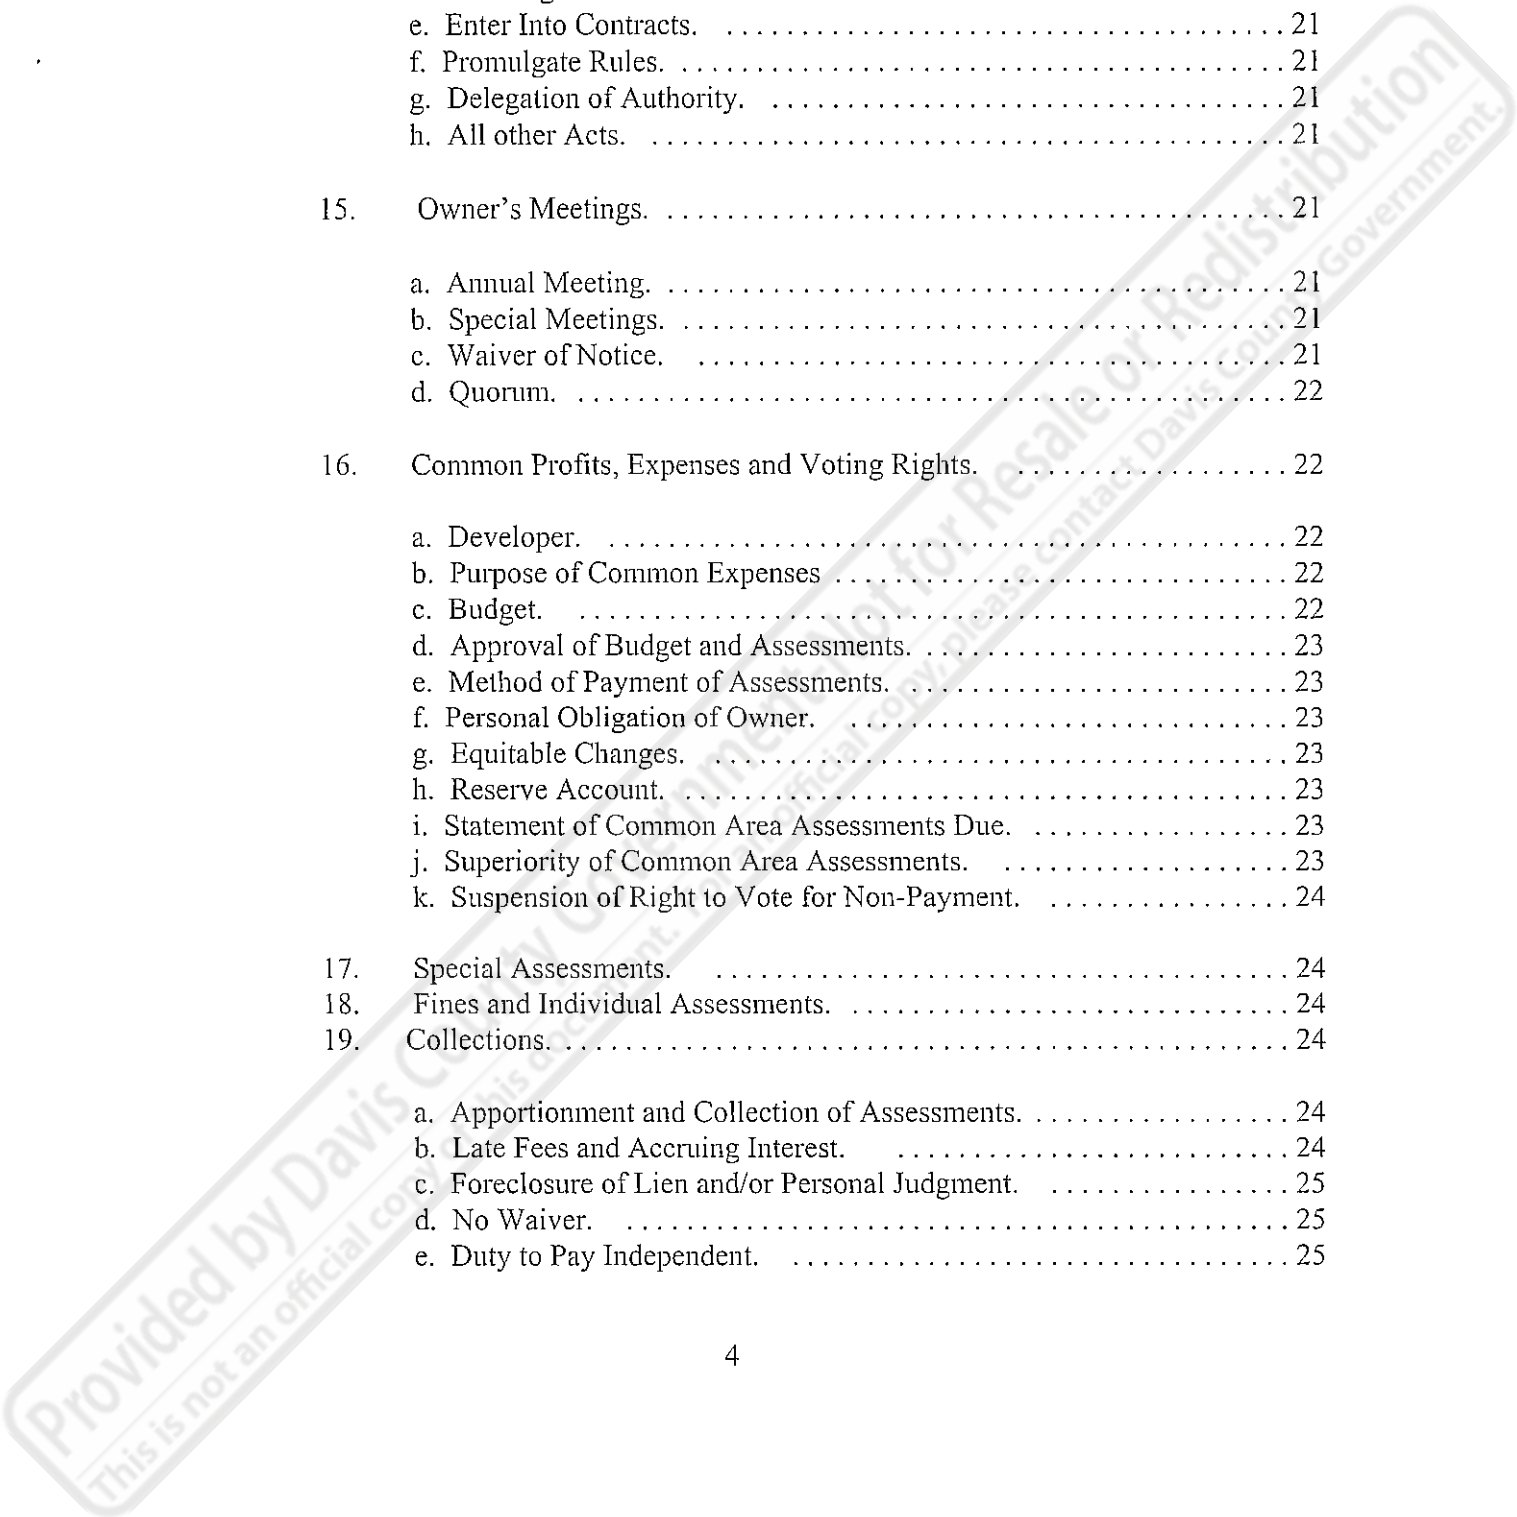 e. Enter Into Contracts. . . . . . . . . . . . . . . . . . . . . . . . . . . . . . . . . . . . . . . 21
f. Promulgate Rules. . . . . . . . . . . . . . . . . . . . . . . . . . . . . . . . . . . . . . . . . . 21
g. Delegation of Authority. . . . . . . . . . . . . . . . . . . . . . . . . . . . . . . . . . . . 21
h. All other Acts. . . . . . . . . . . . . . . . . . . . . . . . . . . . . . . . . . . . . . . . . . . . 21
15. Owner's Meetings. . . . . . . . . . . . . . . . . . . . . . . . . . . . . . . . . . . . . . . . . . . 21
a. Annual Meeting. . . . . . . . . . . . . . . . . . . . . . . . . . . . . . . . . . . . . . . . . . . 21
b. Special Meetings. . . . . . . . . . . . . . . . . . . . . . . . . . . . . . . . . . . . . . . . . . 21
c. Waiver of Notice. . . . . . . . . . . . . . . . . . . . . . . . . . . . . . . . . . . . . . . . . 21
d. Quorum. . . . . . . . . . . . . . . . . . . . . . . . . . . . . . . . . . . . . . . . . . . . . . . . . 22
16. Common Profits, Expenses and Voting Rights. . . . . . . . . . . . . . . . . . . . 22
a. Developer. . . . . . . . . . . . . . . . . . . . . . . . . . . . . . . . . . . . . . . . . . . . . . . 22
b. Purpose of Common Expenses . . . . . . . . . . . . . . . . . . . . . . . . . . . . . . . 22
c. Budget. . . . . . . . . . . . . . . . . . . . . . . . . . . . . . . . . . . . . . . . . . . . . . . . . 22
d. Approval of Budget and Assessments. . . . . . . . . . . . . . . . . . . . . . . . . . 23
e. Method of Payment of Assessments. . . . . . . . . . . . . . . . . . . . . . . . . . . 23
f. Personal Obligation of Owner. . . . . . . . . . . . . . . . . . . . . . . . . . . . . . . 23
g. Equitable Changes. . . . . . . . . . . . . . . . . . . . . . . . . . . . . . . . . . . . . . . . 23
h. Reserve Account. . . . . . . . . . . . . . . . . . . . . . . . . . . . . . . . . . . . . . . . . . 23
i. Statement of Common Area Assessments Due. . . . . . . . . . . . . . . . . . . 23
j. Superiority of Common Area Assessments. . . . . . . . . . . . . . . . . . . . . 23
k. Suspension of Right to Vote for Non-Payment. . . . . . . . . . . . . . . . . . 24
17. Special Assessments. . . . . . . . . . . . . . . . . . . . . . . . . . . . . . . . . . . . . . . . 24
18. Fines and Individual Assessments. . . . . . . . . . . . . . . . . . . . . . . . . . . . . . 24
19. Collections. . . . . . . . . . . . . . . . . . . . . . . . . . . . . . . . . . . . . . . . . . . . . . . . . 24
a. Apportionment and Collection of Assessments. . . . . . . . . . . . . . . . . . . 24
b. Late Fees and Accruing Interest. . . . . . . . . . . . . . . . . . . . . . . . . . . . 24
c. Foreclosure of Lien and/or Personal Judgment. . . . . . . . . . . . . . . . . . 25
d. No Waiver. . . . . . . . . . . . . . . . . . . . . . . . . . . . . . . . . . . . . . . . . . . . . . 25
e. Duty to Pay Independent. . . . . . . . . . . . . . . . . . . . . . . . . . . . . . . . . . . 25
4
Provided by Davis County Government-Not for Resale or Redistribution
This is not an official copy of this document. For an official copy, please contact Davis County Government.